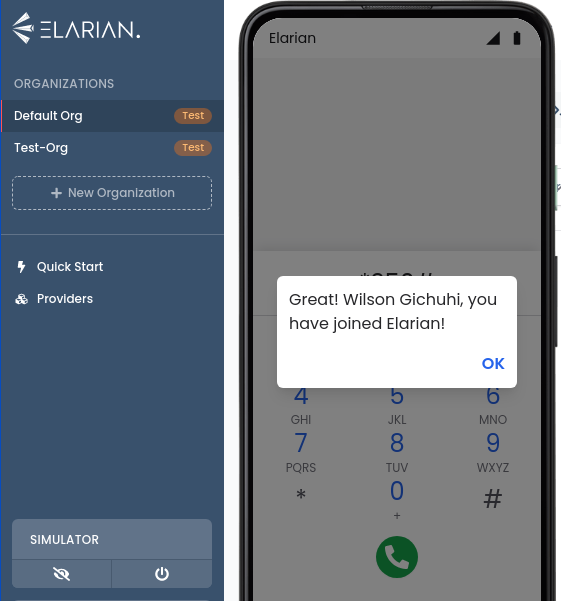 ELARIAN.
ORGANIZATIONS
Default Org Test
Test-Org Test
+ New Organization
Quick Start
Providers
SIMULATOR
Elarian
Great! Wilson Gichuhi, you
have joined Elarian!
OK
4 5 6
GHI JKL MNO
7 8 9
PQRS TUV WXYZ
* 0 #
+